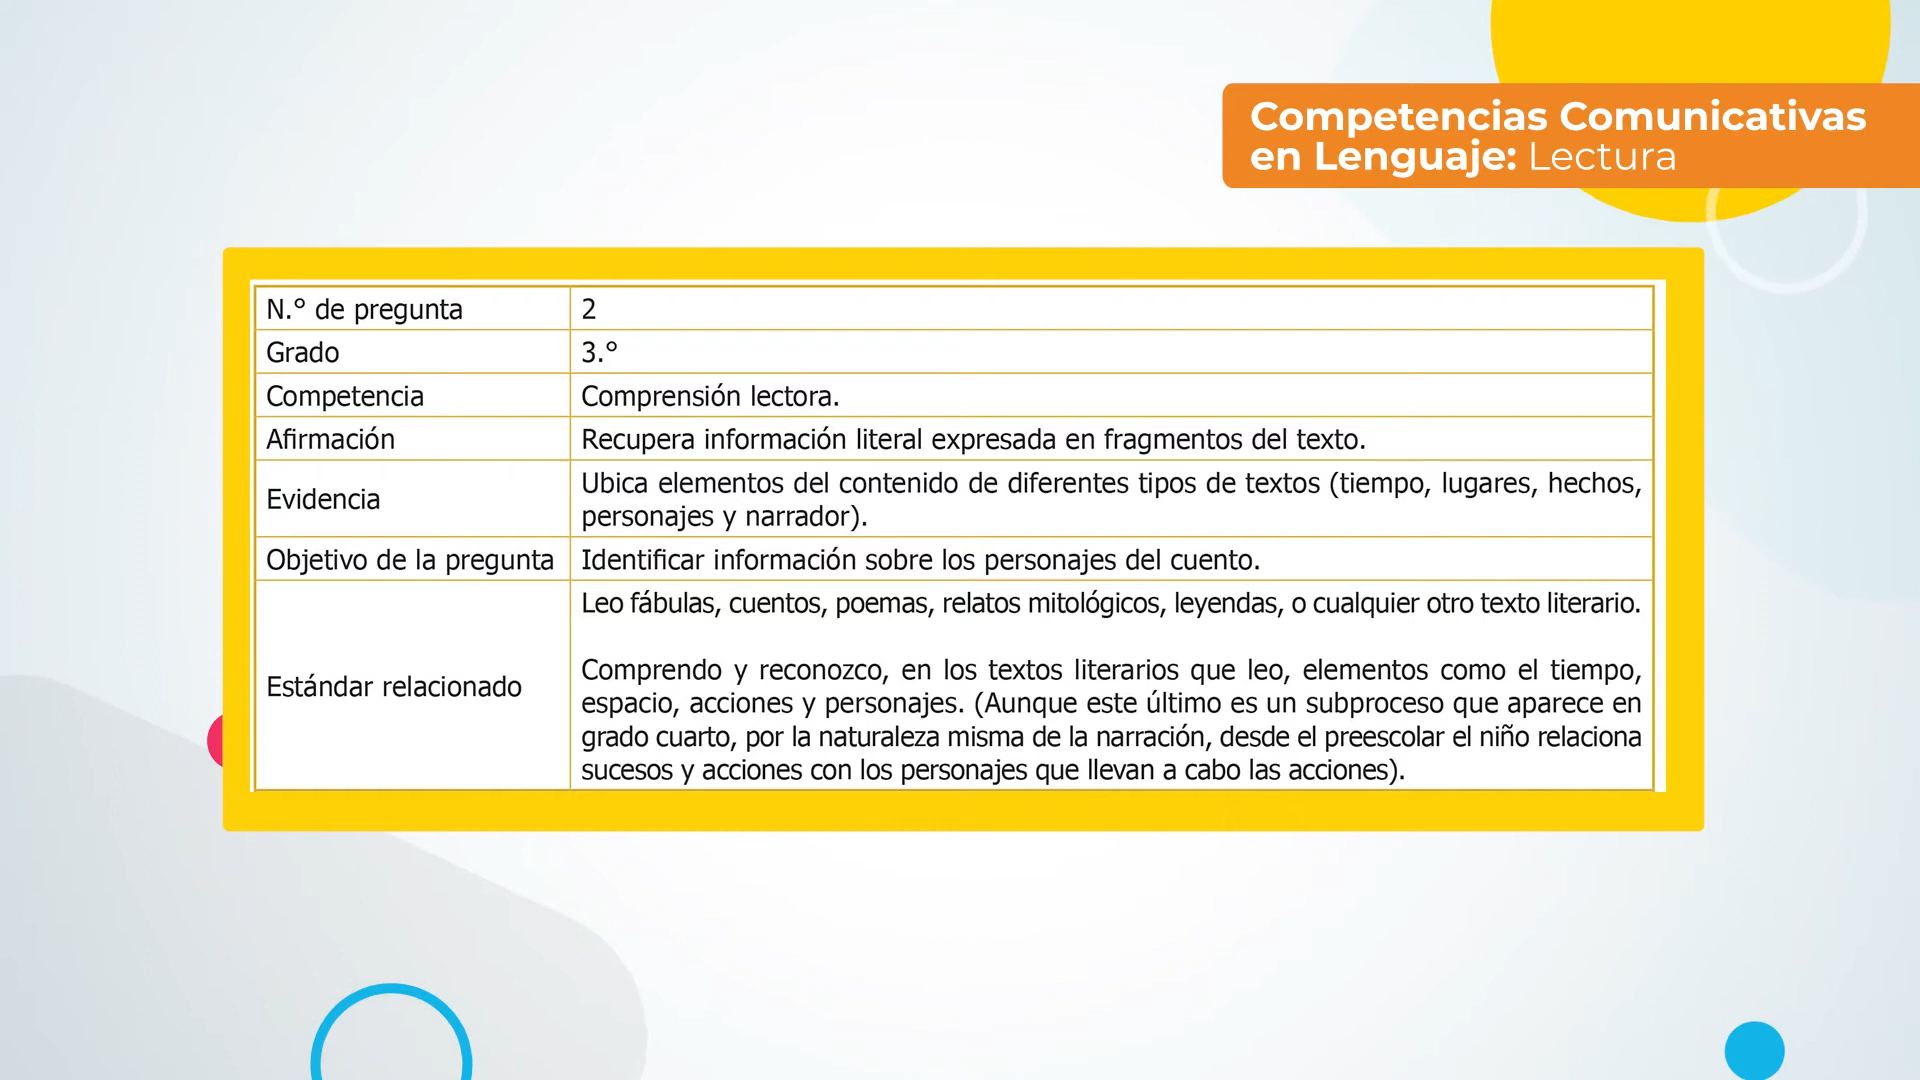 Competencias Comunicativas
en Lenguaje: Lectura
N.° de pregunta 2
Grado 3.°
Competencia Comprensión lectora.
Afirmación Recupera información literal expresada en fragmentos del texto.
Evidencia Ubica elementos del contenido de diferentes tipos de textos (tiempo, lugares, hechos,
personajes y narrador).
Objetivo de la pregunta Identificar información sobre los personajes del cuento.
Estándar relacionado Leo fábulas, cuentos, poemas, relatos mitológicos, leyendas, o cualquier otro texto literario.
Comprendo y reconozco, en los textos literarios que leo, elementos como el tiempo,
espacio, acciones y personajes. (Aunque este último es un subproceso que aparece en
grado cuarto, por la naturaleza misma de la narración, desde el preescolar el niño relaciona
sucesos y acciones con los personajes que llevan a cabo las acciones).